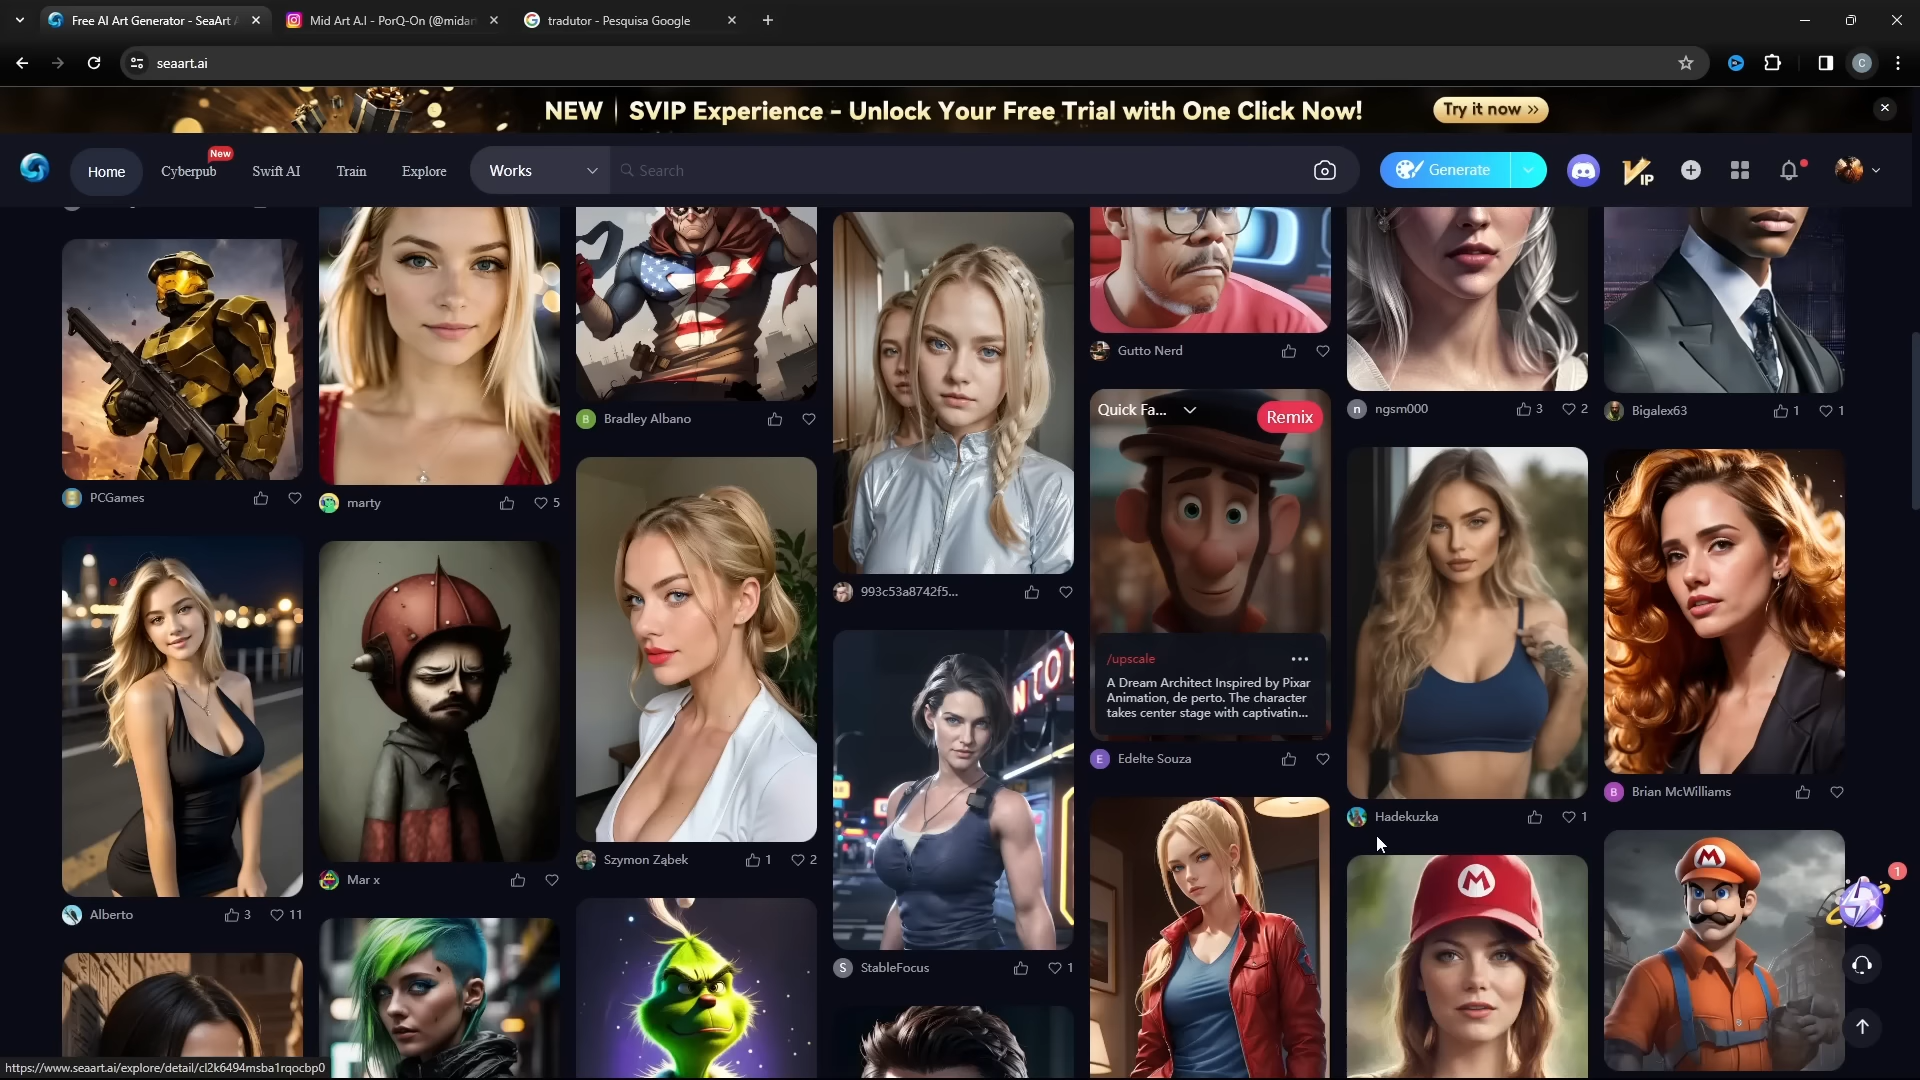 Free AI Art Generator - SeaArt A
Mid Art A.I - PorQ-On (@midar
tradutor - Pesquisa Google
seaart.ai
C
NEW | SVIP Experience - Unlock Your Free Trial with One Click Now!
Try it now >>
Home
Cyberpub
New
Swift AI
Train
Explore
Works
Search
Generate
VIP
Gutto Nerd
n ngsm000 3 2
Bigalex63 1 1
B Bradley Albano
Quick Fa...
Remix
PCGames
marty 5
993c53a8742f5...
NTOY
/upscale
A Dream Architect Inspired by Pixar
Animation, de perto. The character
takes center stage with captivatin...
E Edelte Souza
B Brian McWilliams
Hadekuzka 1
Szymon Ząbek 1 2
Mar x
M
M
1
Alberto 3 11
S StableFocus 1
https://www.seaart.ai/explore/detail/cl2k6494msba1rqocbp0